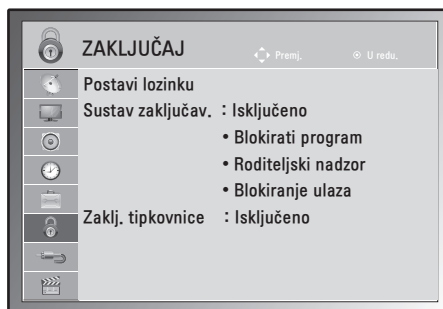 ZAKLJUČAJ
Premj.
U redu.
Postavi lozinku
Sustav zaključav. : Isključeno
• Blokirati program
• Roditeljski nadzor
• Blokiranje ulaza
Zaklj. tipkovnice : Isključeno